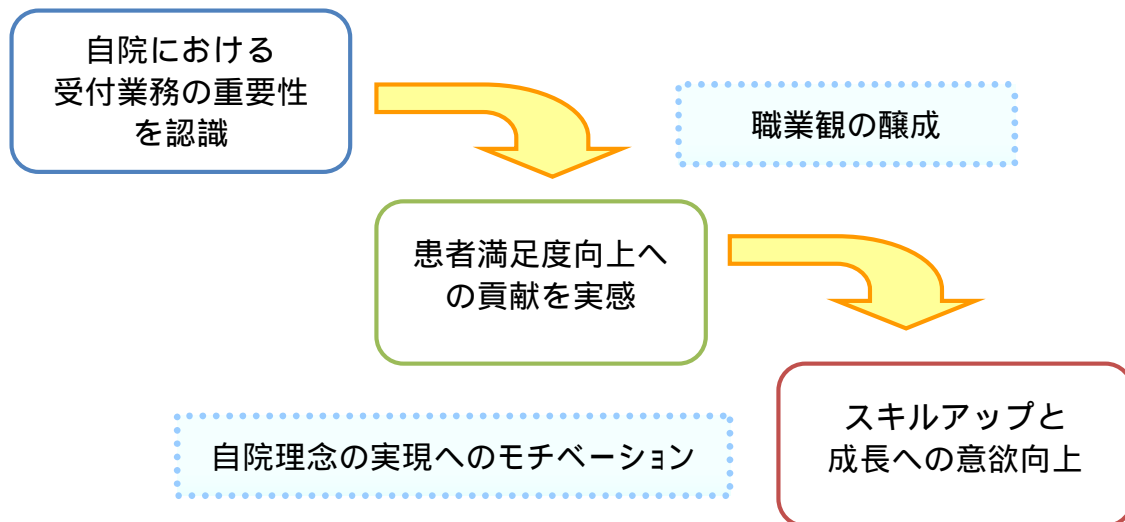 自院における
受付業務の重要性
を認識
職業観の醸成
患者満足度向上へ
の貢献を実感
スキルアップと
成長への意欲向上
自院理念の実現へのモチベーション